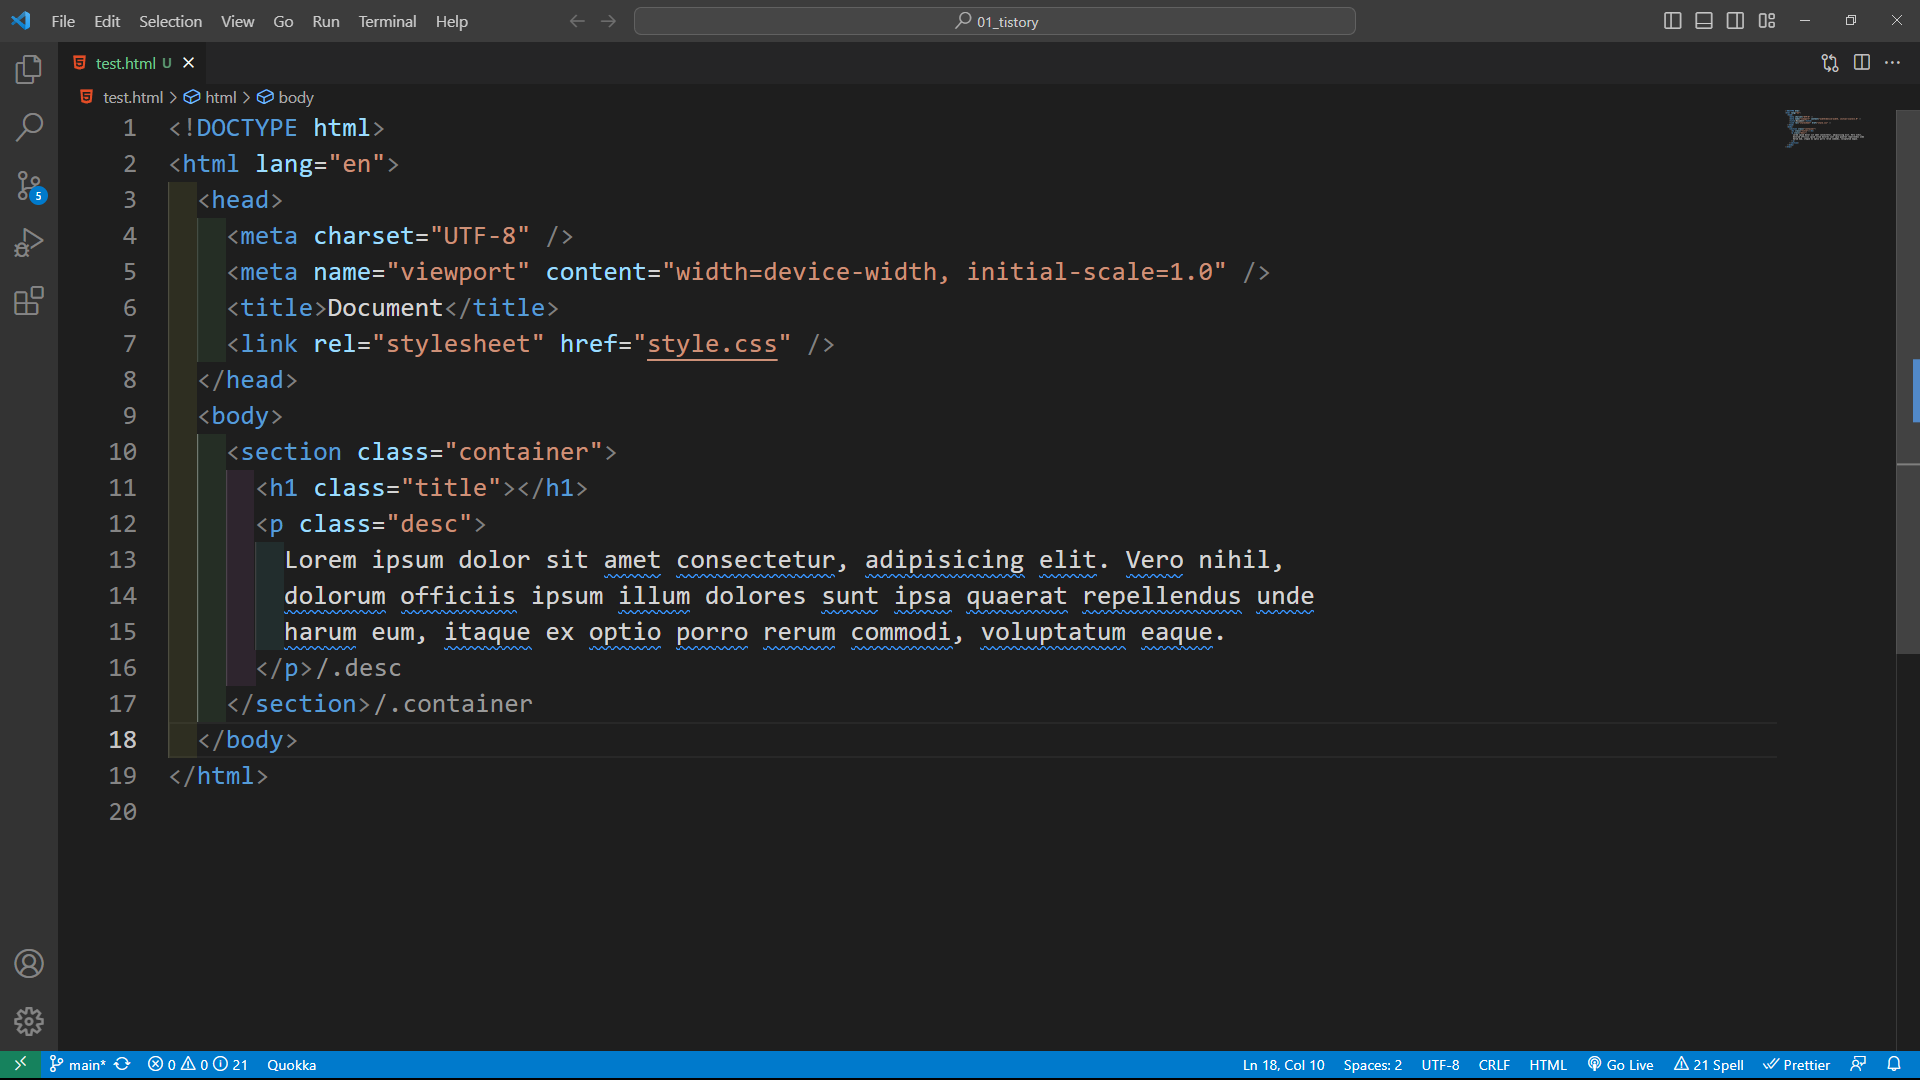 File Edit Selection View Go Run Terminal Help 01_tistory
test.html U
test.html > html > body
1 <!DOCTYPE html>
2 <html lang="en">
3 <head>
4 <meta charset="UTF-8" />
5 <meta name="viewport" content="width=device-width, initial-scale=1.0" />
6 <title>Document</title>
7 <link rel="stylesheet" href="style.css" />
8 </head>
9 <body>
10 <section class="container">
11 <h1 class="title"></h1>
12 <p class="desc">
13 Lorem ipsum dolor sit amet consectetur, adipisicing elit. Vero nihil,
14 dolorum officiis ipsum illum dolores sunt ipsa quaerat repellendus unde
15 harum eum, itaque ex optio porro rerum commodi, voluptatum eaque.
16 </p>/.desc
17 </section>/.container
18 </body>
19 </html>
20
5
main* 0 0 21 Quokka Ln 18, Col 10 Spaces: 2 UTF-8 CRLF HTML Go Live 21 Spell Prettier